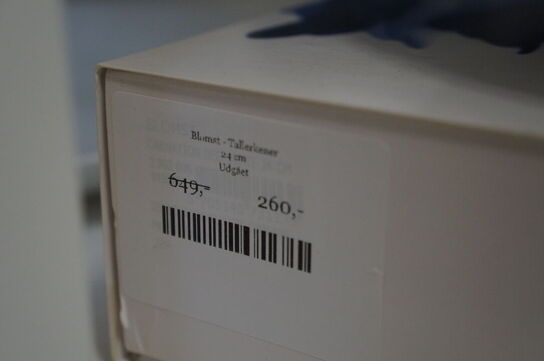 Blomst - Tallerkener
24 cm
Udgået
649,- 260,-